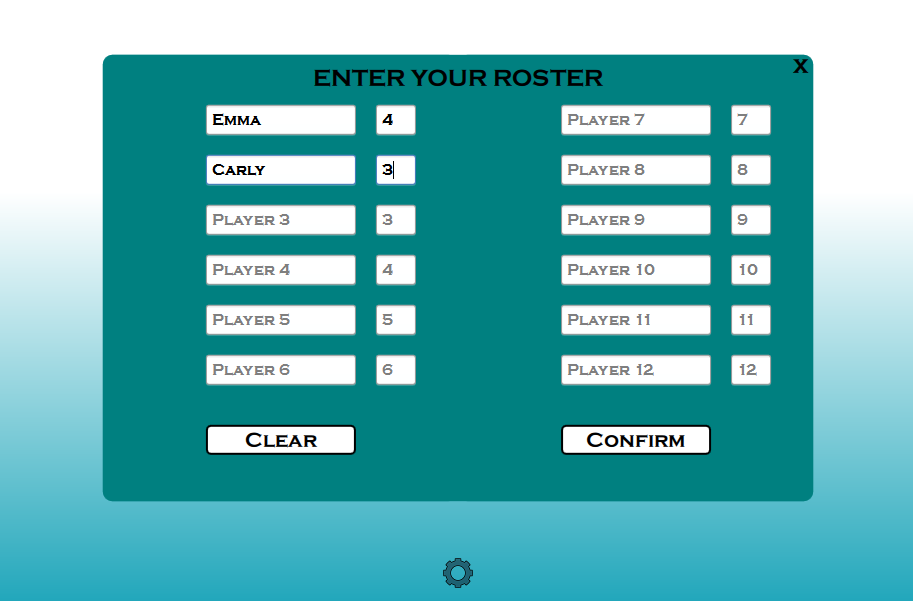 X
ENTER YOUR ROSTER
Emma 4 Player 7 7
Carly 3 Player 8 8
Player 3 3 Player 9 9
Player 4 4 Player 10 10
Player 5 5 Player 11 11
Player 6 6 Player 12 12
Clear Confirm